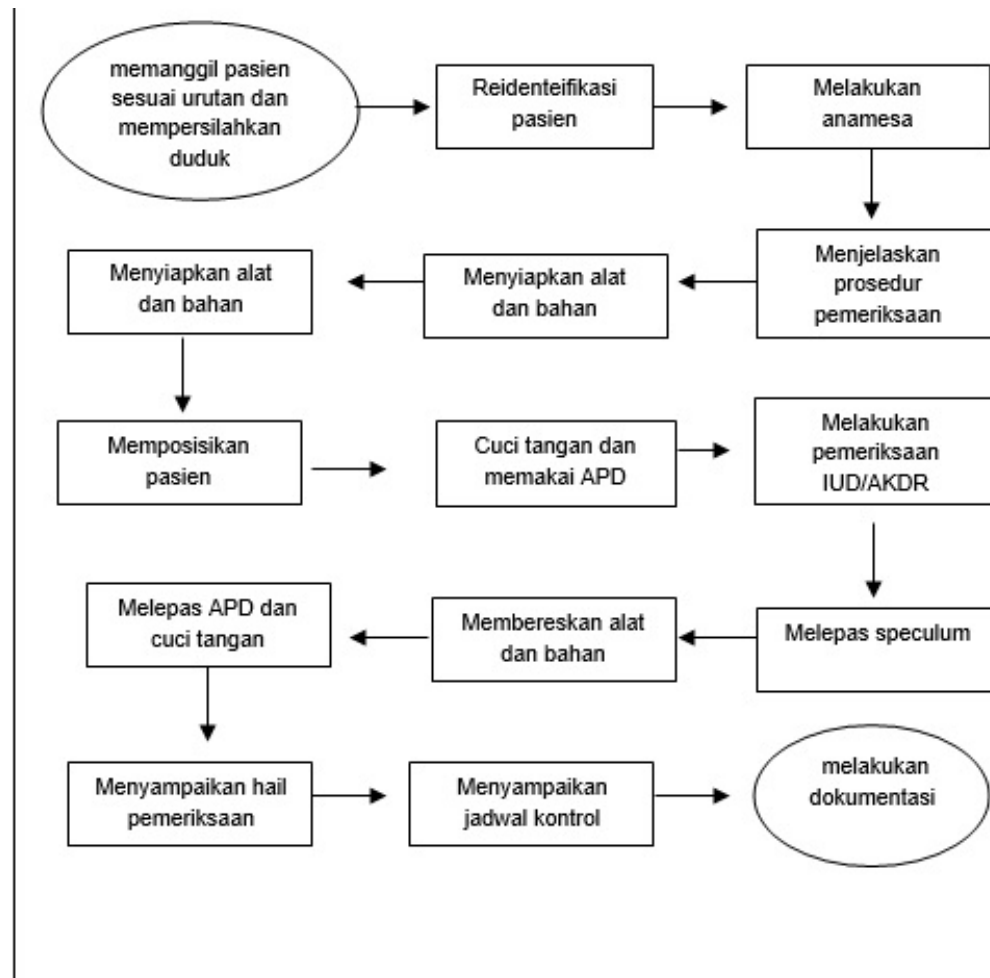 memanggil pasien
sesuai urutan dan
mempersilahkan
duduk
Reidenteifikasi
pasien
Melakukan
anamesa
Menjelaskan
prosedur
pemeriksaan
Menyiapkan alat
dan bahan
Menyiapkan alat
dan bahan
Memposisikan
pasien
Cuci tangan dan
memakai APD
Melakukan
pemeriksaan
IUD/AKDR
Melepas speculum
Membereskan alat
dan bahan
Melepas APD dan
cuci tangan
Menyampaikan hail
pemeriksaan
Menyampaikan
jadwal kontrol
melakukan
dokumentasi